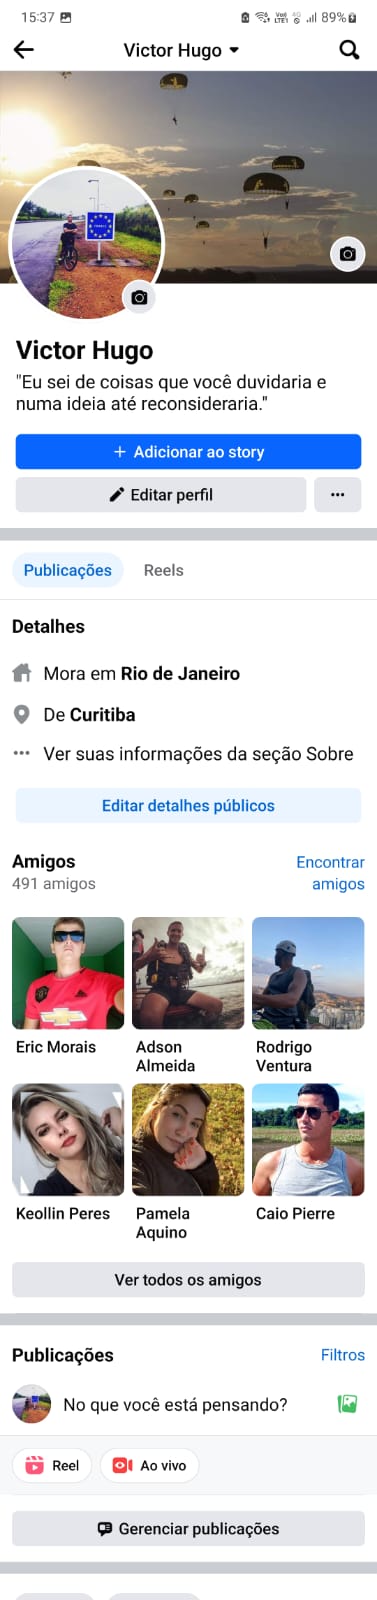 15:37 89%
Victor Hugo
Victor Hugo
"Eu sei de coisas que você duvidaria e
numa ideia até reconsideraria."
+ Adicionar ao story
Editar perfil
Publicações Reels
Detalhes
Mora em Rio de Janeiro
De Curitiba
Ver suas informações da seção Sobre
Editar detalhes públicos
Amigos Encontrar
491 amigos amigos
Eric Morais Adson Rodrigo
Almeida Ventura
Keollin Peres Pamela Caio Pierre
Aquino
Ver todos os amigos
Publicações Filtros
No que você está pensando?
Reel Ao vivo
Gerenciar publicações